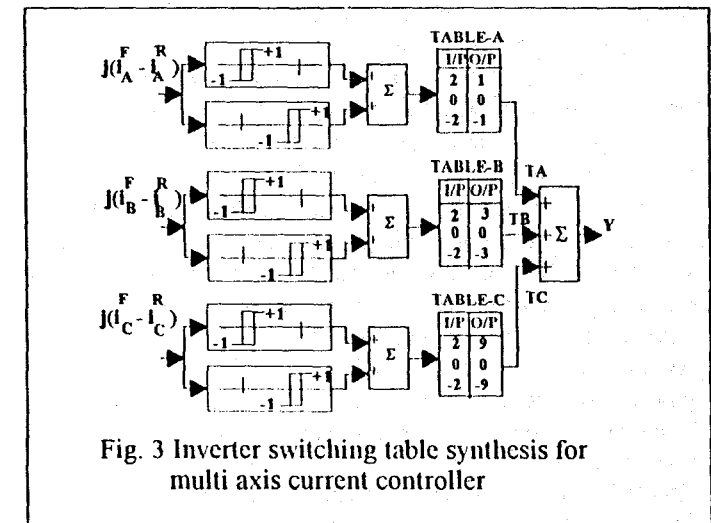 TABLE-A
I/P O/P
2 1
0 0
-2 -1
j(i_A^F - i_A^R)
+1
-1
+1
-1
+
+
Σ
TABLE-B
I/P O/P
2 3
0 0
-2 -3
j(i_B^F - i_B^R)
+1
-1
+1
-1
+
+
Σ
TA
TB
TC
+
+
+
Σ
Y
TABLE-C
I/P O/P
2 9
0 0
-2 -9
j(i_C^F - i_C^R)
+1
-1
+1
-1
+
+
Σ
Fig. 3 Inverter switching table synthesis for
multi axis current controller